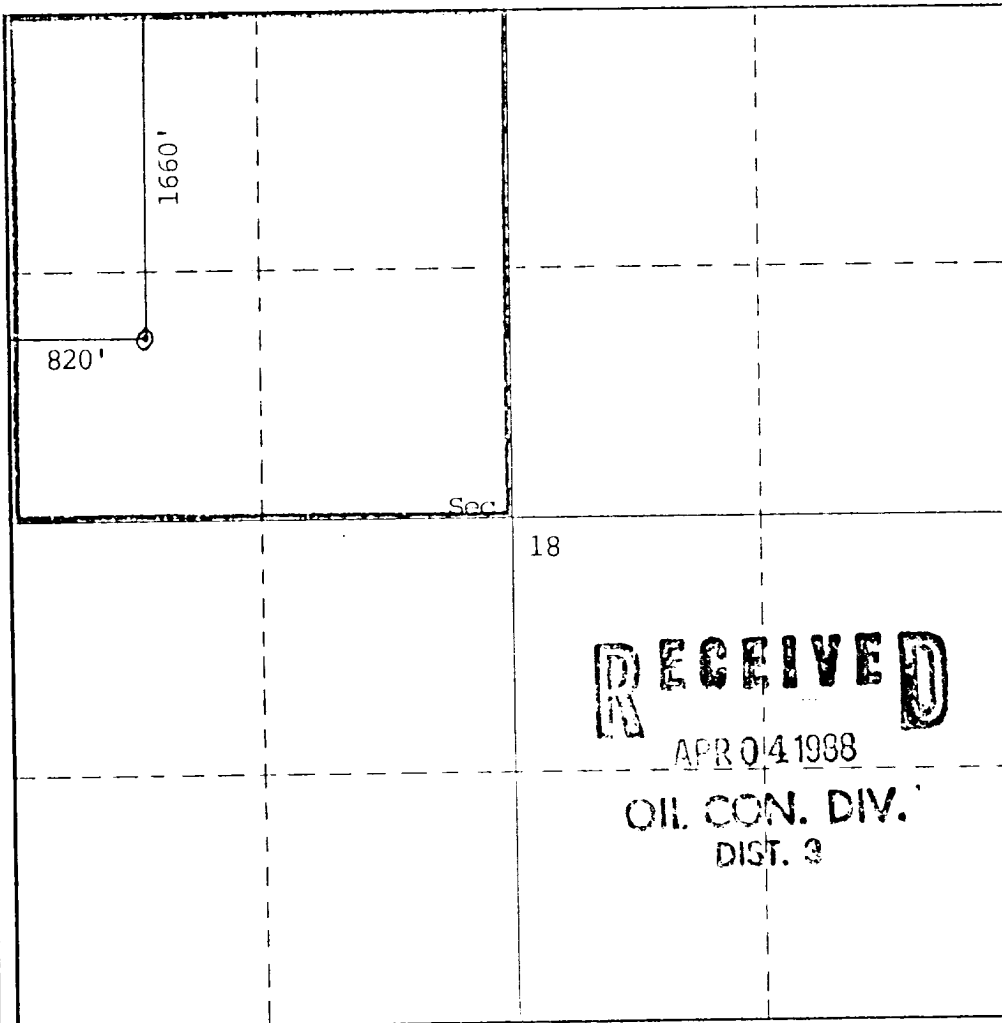 1660'
820'
Sec
18
RECEIVED
APR 04 1988
OIL CON. DIV.
DIST. 3